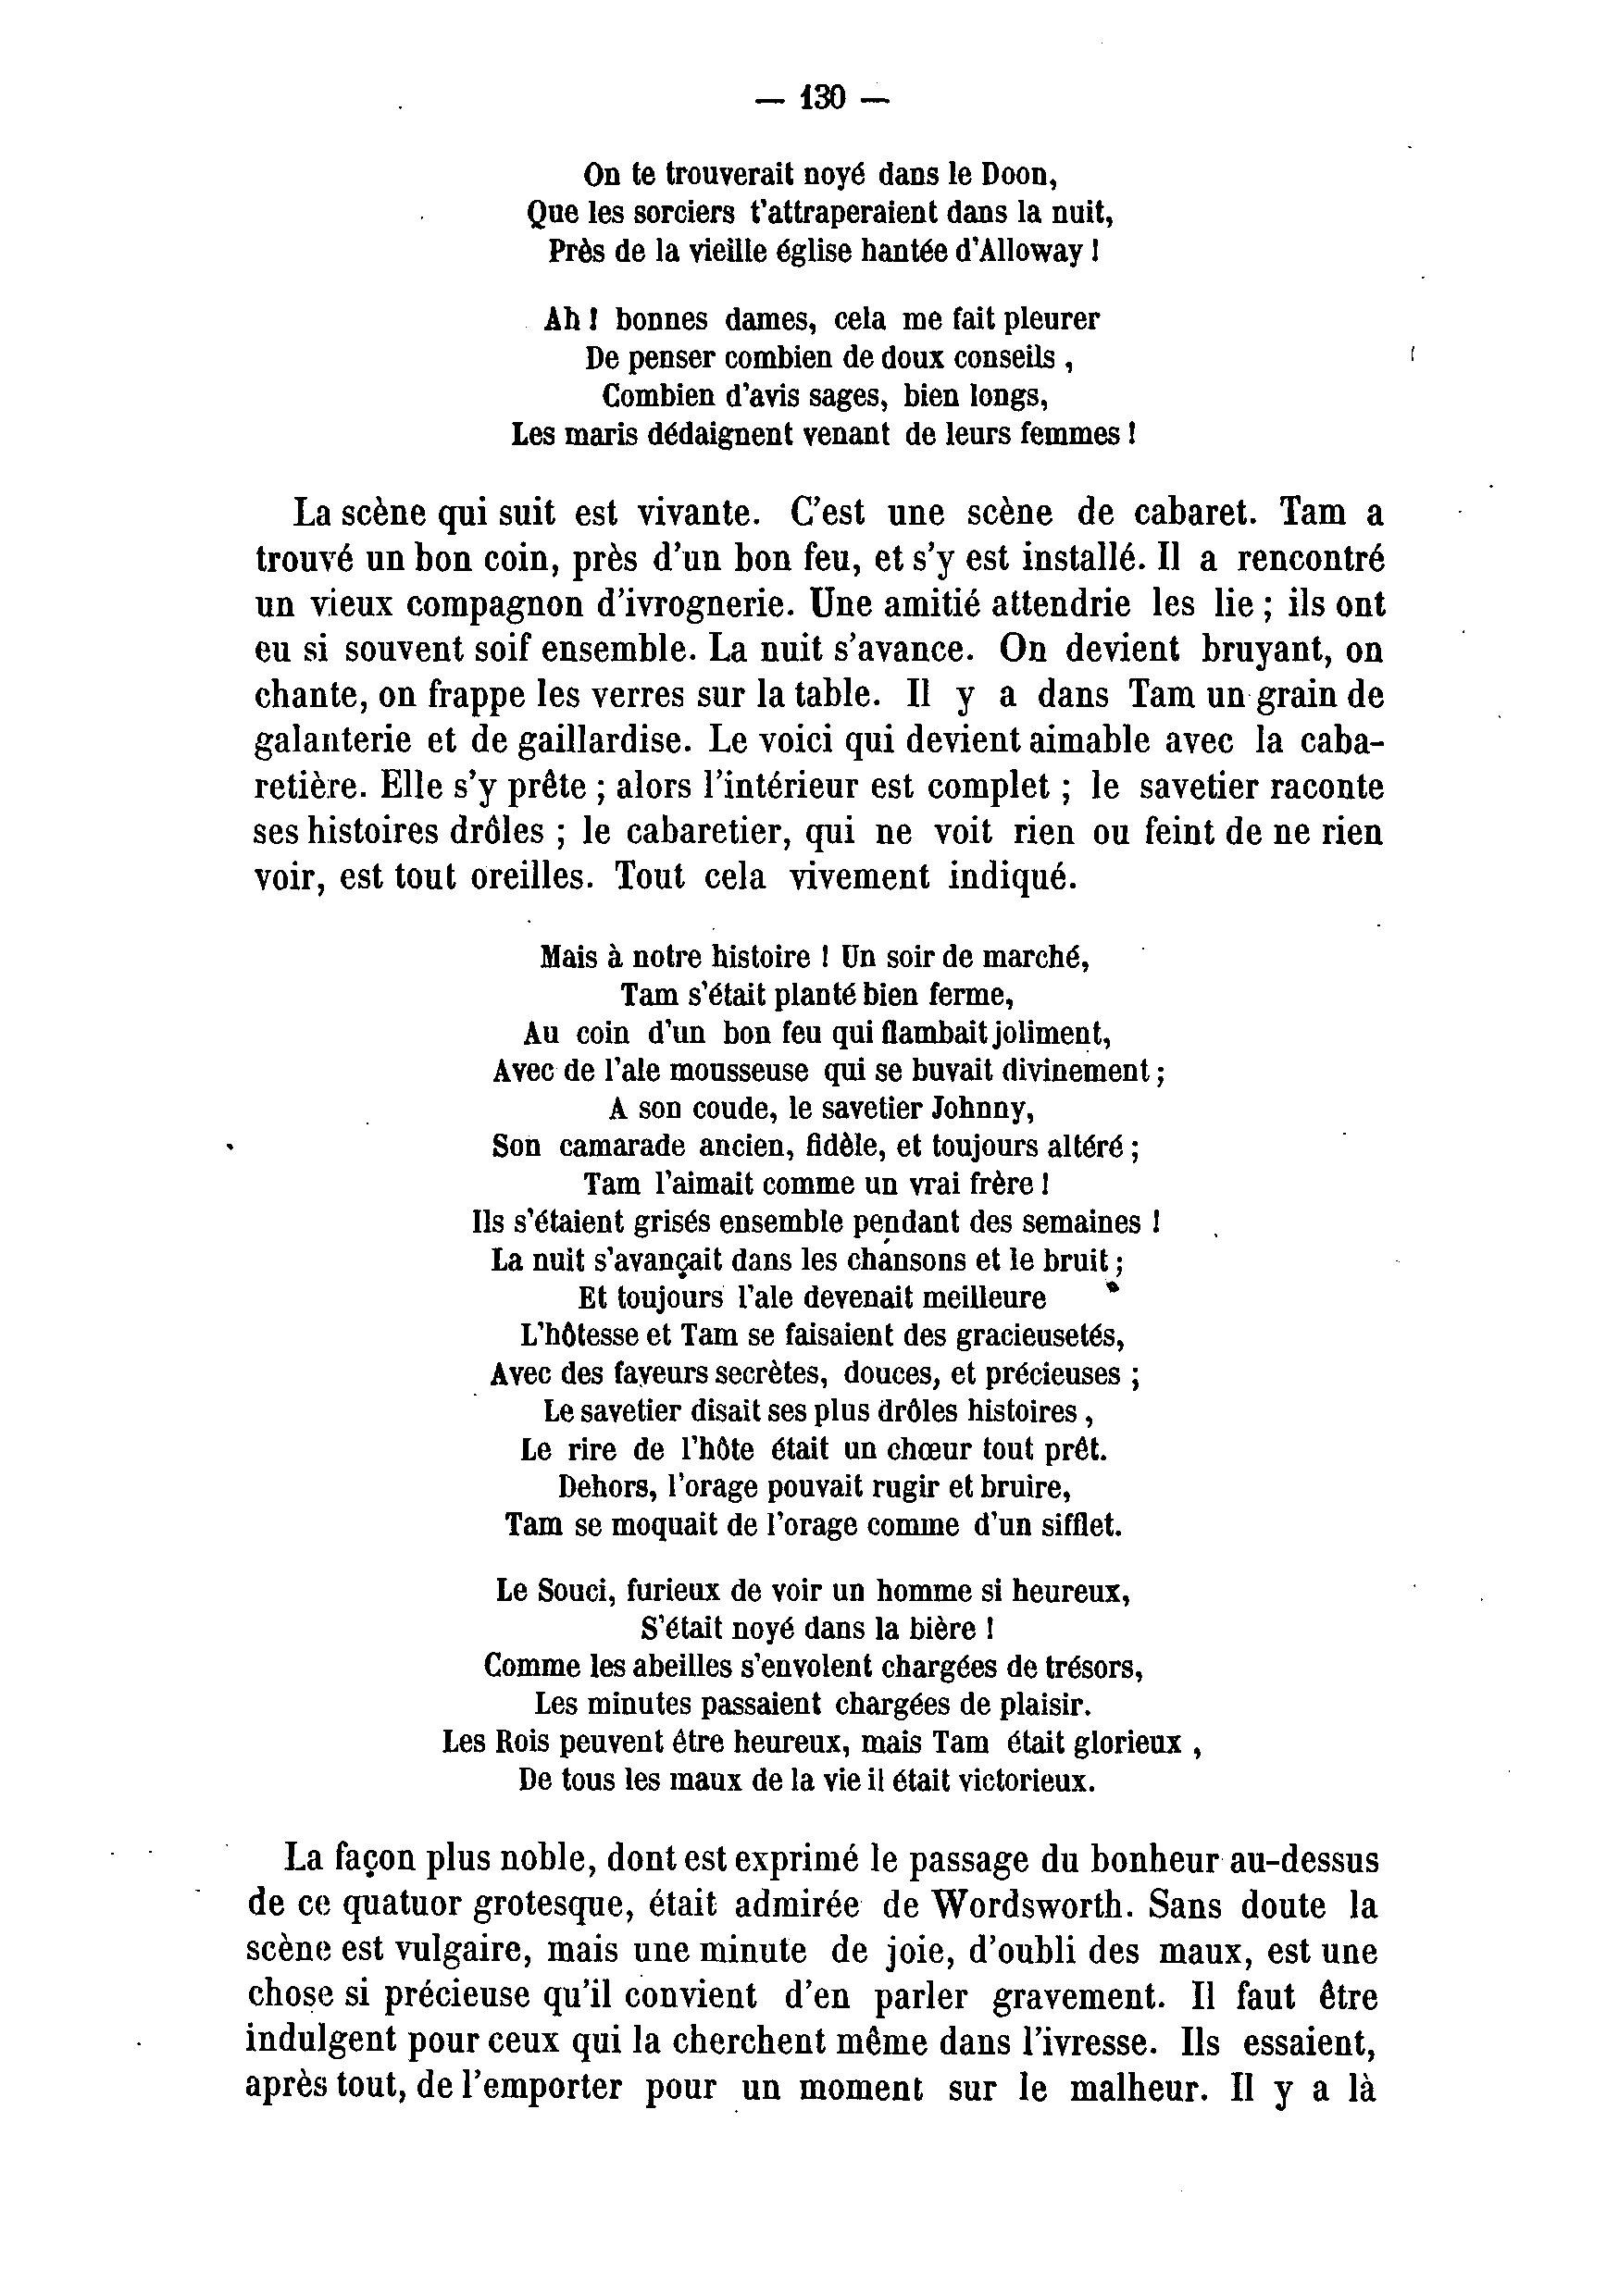 — 130 —
On te trouverait noyé dans le Doon,
Que les sorciers t'attraperaient dans la nuit,
Près de la vieille église hantée d'Alloway !
Ah ! bonnes dames, cela me fait pleurer
De penser combien de doux conseils ,
Combien d'avis sages, bien longs,
Les maris dédaignent venant de leurs femmes !
La scène qui suit est vivante. C'est une scène de cabaret. Tam a
trouvé un bon coin, près d'un bon feu, et s'y est installé. Il a rencontré
un vieux compagnon d'ivrognerie. Une amitié attendrie les lie ; ils ont
eu si souvent soif ensemble. La nuit s'avance. On devient bruyant, on
chante, on frappe les verres sur la table. Il y a dans Tam un grain de
galanterie et de gaillardise. Le voici qui devient aimable avec la caba-
retière. Elle s'y prête ; alors l'intérieur est complet ; le savetier raconte
ses histoires drôles ; le cabaretier, qui ne voit rien ou feint de ne rien
voir, est tout oreilles. Tout cela vivement indiqué.
Mais à notre histoire ! Un soir de marché,
Tam s'était planté bien ferme,
Au coin d'un bon feu qui flambait joliment,
Avec de l'ale mousseuse qui se buvait divinement ;
A son coude, le savetier Johnny,
Son camarade ancien, fidèle, et toujours altéré ;
Tam l'aimait comme un vrai frère !
Ils s'étaient grisés ensemble pendant des semaines !
La nuit s'avançait dans les chansons et le bruit ;
Et toujours l'ale devenait meilleure
L'hôtesse et Tam se faisaient des gracieusetés,
Avec des faveurs secrètes, douces, et précieuses ;
Le savetier disait ses plus drôles histoires ,
Le rire de l'hôte était un chœur tout prêt.
Dehors, l'orage pouvait rugir et bruire,
Tam se moquait de l'orage comme d'un sifflet.
Le Souci, furieux de voir un homme si heureux,
S'était noyé dans la bière !
Comme les abeilles s'envolent chargées de trésors,
Les minutes passaient chargées de plaisir.
Les Rois peuvent être heureux, mais Tam était glorieux ,
De tous les maux de la vie il était victorieux.
La façon plus noble, dont est exprimé le passage du bonheur au-dessus
de ce quatuor grotesque, était admirée de Wordsworth. Sans doute la
scène est vulgaire, mais une minute de joie, d'oubli des maux, est une
chose si précieuse qu'il convient d'en parler gravement. Il faut être
indulgent pour ceux qui la cherchent même dans l'ivresse. Ils essaient,
après tout, de l'emporter pour un moment sur le malheur. Il y a là